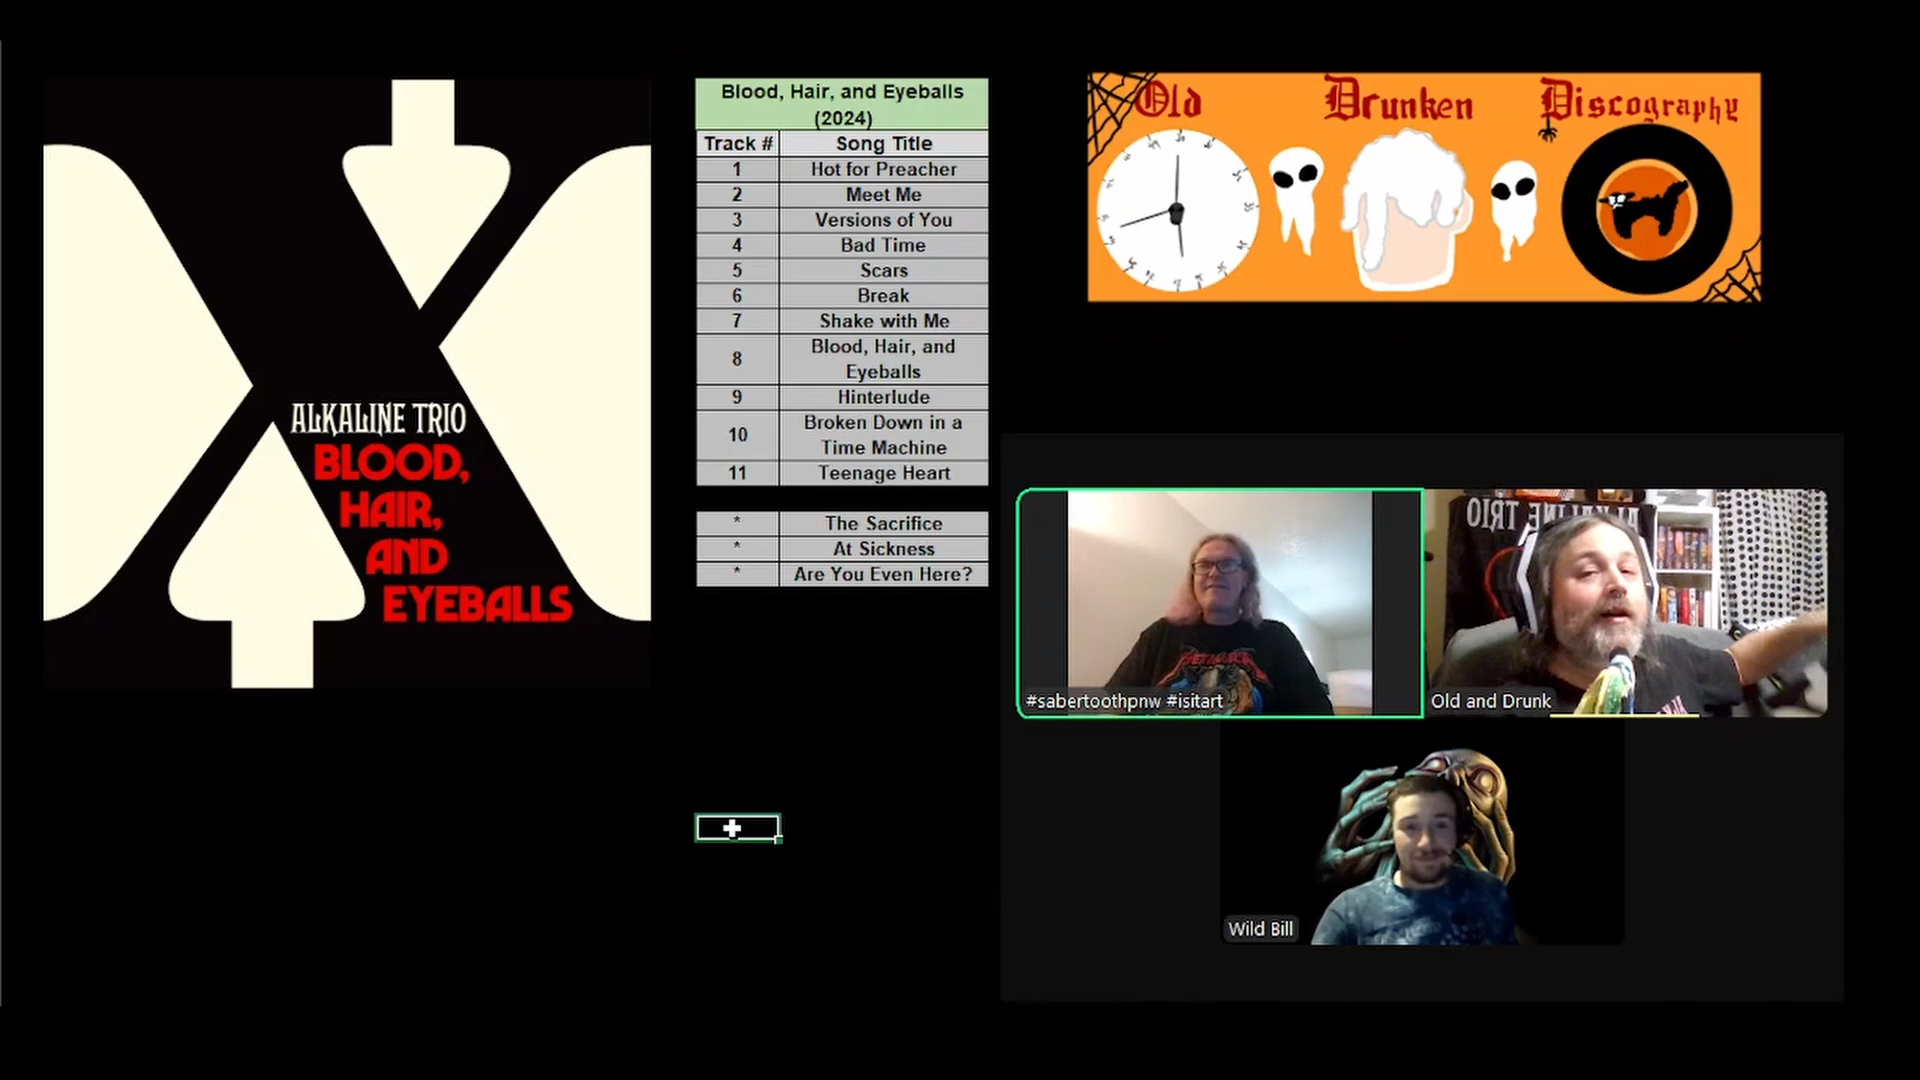 ALKALINE TRIO
BLOOD,
HAIR,
AND
EYEBALLS
Blood, Hair, and Eyeballs
(2024)
Track # Song Title
1 Hot for Preacher
2 Meet Me
3 Versions of You
4 Bad Time
5 Scars
6 Break
7 Shake with Me
8 Blood, Hair, and
Eyeballs
9 Hinterlude
10 Broken Down in a
Time Machine
11 Teenage Heart
* The Sacrifice
* At Sickness
* Are You Even Here?
Old Drunken Discography
ALKALINE TRIO
METALLICA
#sabertoothpnw #isitart
Old and Drunk
Wild Bill